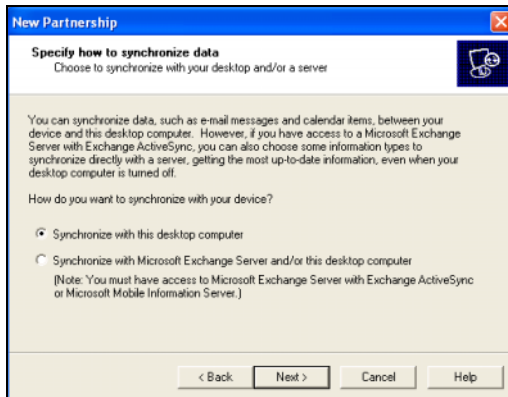 New Partnership
Specify how to synchronize data
Choose to synchronize with your desktop and/or a server
You can synchronize data, such as e-mail messages and calendar items, between your
device and this desktop computer. However, if you have access to a Microsoft Exchange
Server with Exchange ActiveSync, you can also choose some information types to
synchronize directly with a server, getting the most up-to-date information, even when your
desktop computer is turned off.
How do you want to synchronize with your device?
Synchronize with this desktop computer
Synchronize with Microsoft Exchange Server and/or this desktop computer
(Note: You must have access to Microsoft Exchange Server with Exchange ActiveSync
or Microsoft Mobile Information Server.)
< Back Next > Cancel Help